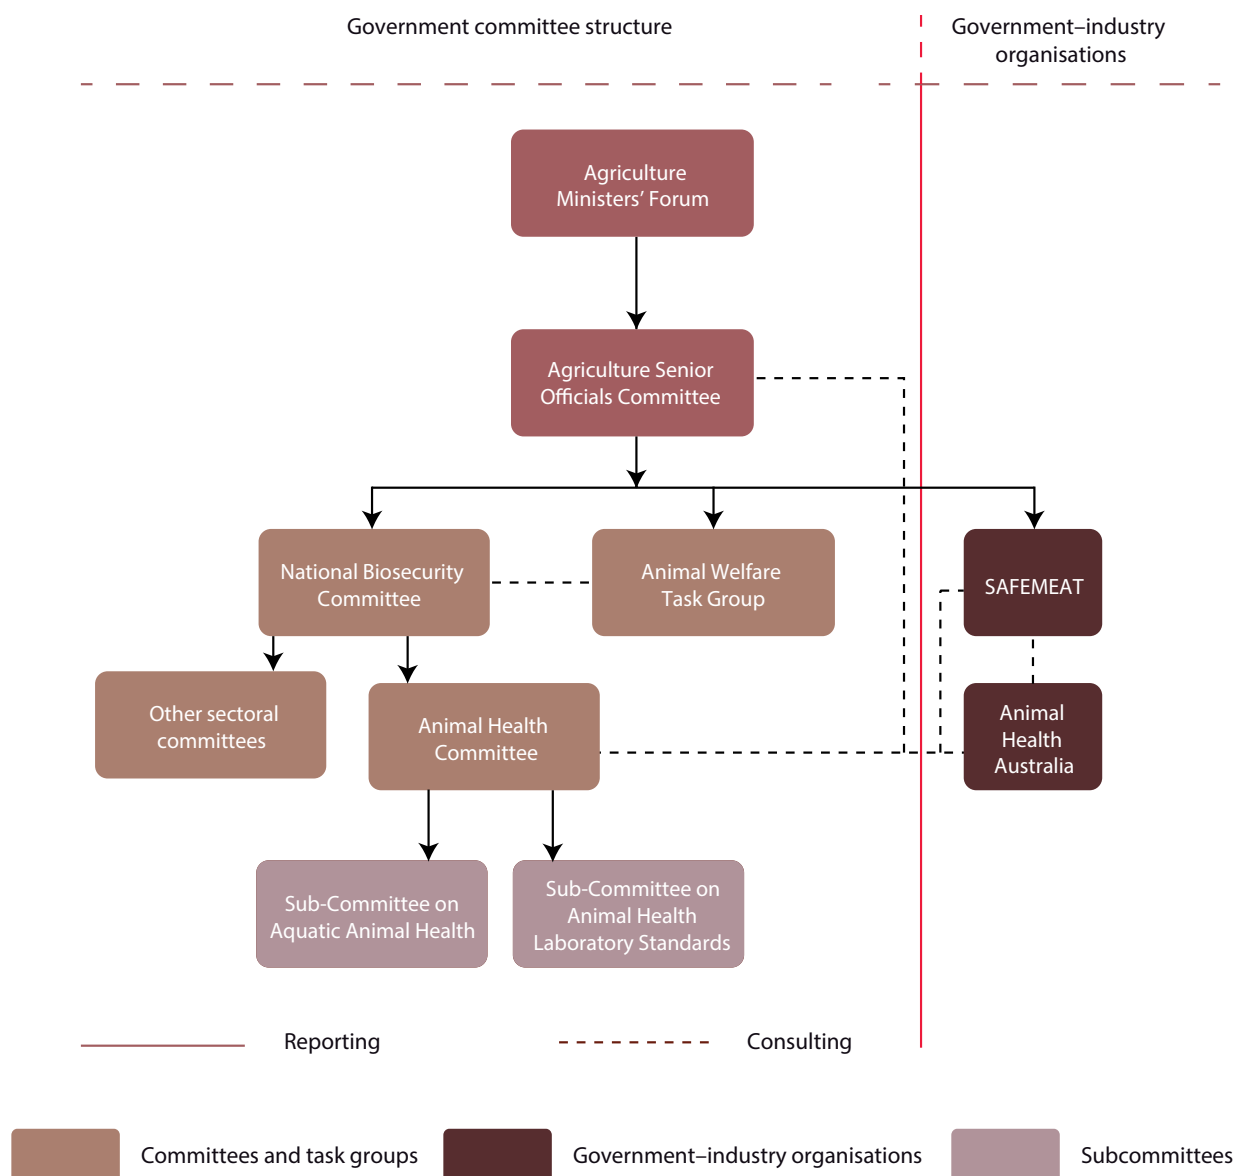 Government committee structure
Government–industry
organisations
Agriculture
Ministers’ Forum
Agriculture Senior
Officials Committee
National Biosecurity
Committee
Animal Welfare
Task Group
SAFEMEAT
Other sectoral
committees
Animal Health
Committee
Animal
Health
Australia
Sub-Committee on
Aquatic Animal Health
Sub-Committee on
Animal Health
Laboratory Standards
Reporting
Consulting
Committees and task groups
Government–industry organisations
Subcommittees